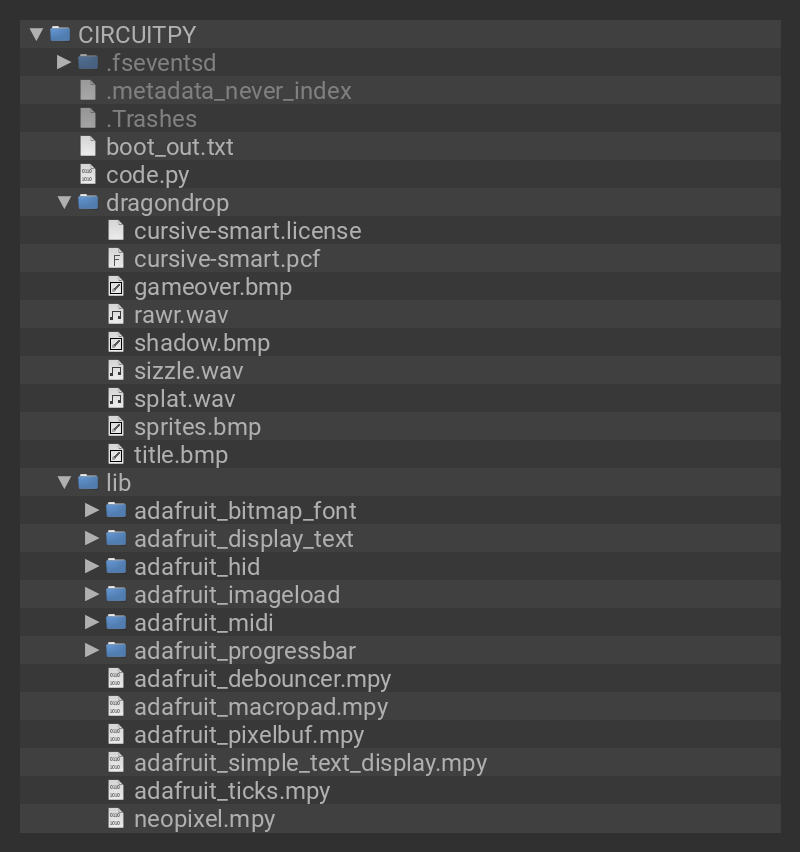 CIRCUITPY
.fseventsd
.metadata_never_index
.Trashes
boot_out.txt
code.py
dragondrop
cursive-smart.license
cursive-smart.pcf
gameover.bmp
rawr.wav
shadow.bmp
sizzle.wav
splat.wav
sprites.bmp
title.bmp
lib
adafruit_bitmap_font
adafruit_display_text
adafruit_hid
adafruit_imageload
adafruit_midi
adafruit_progressbar
adafruit_debouncer.mpy
adafruit_macropad.mpy
adafruit_pixelbuf.mpy
adafruit_simple_text_display.mpy
adafruit_ticks.mpy
neopixel.mpy